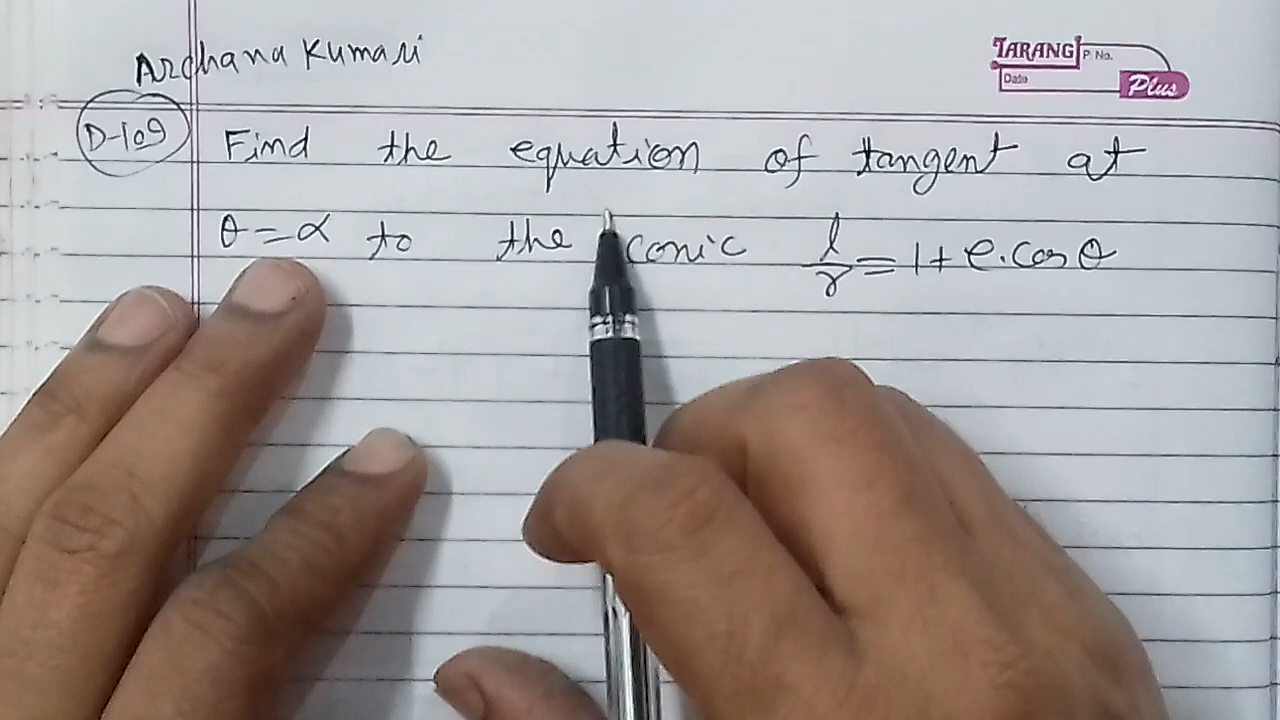 Archana Kumari
TARANG P. No.
Date
Plus
D-109 Find the equation of tangent at
θ=α to the conic l/r = 1+e.cosθ